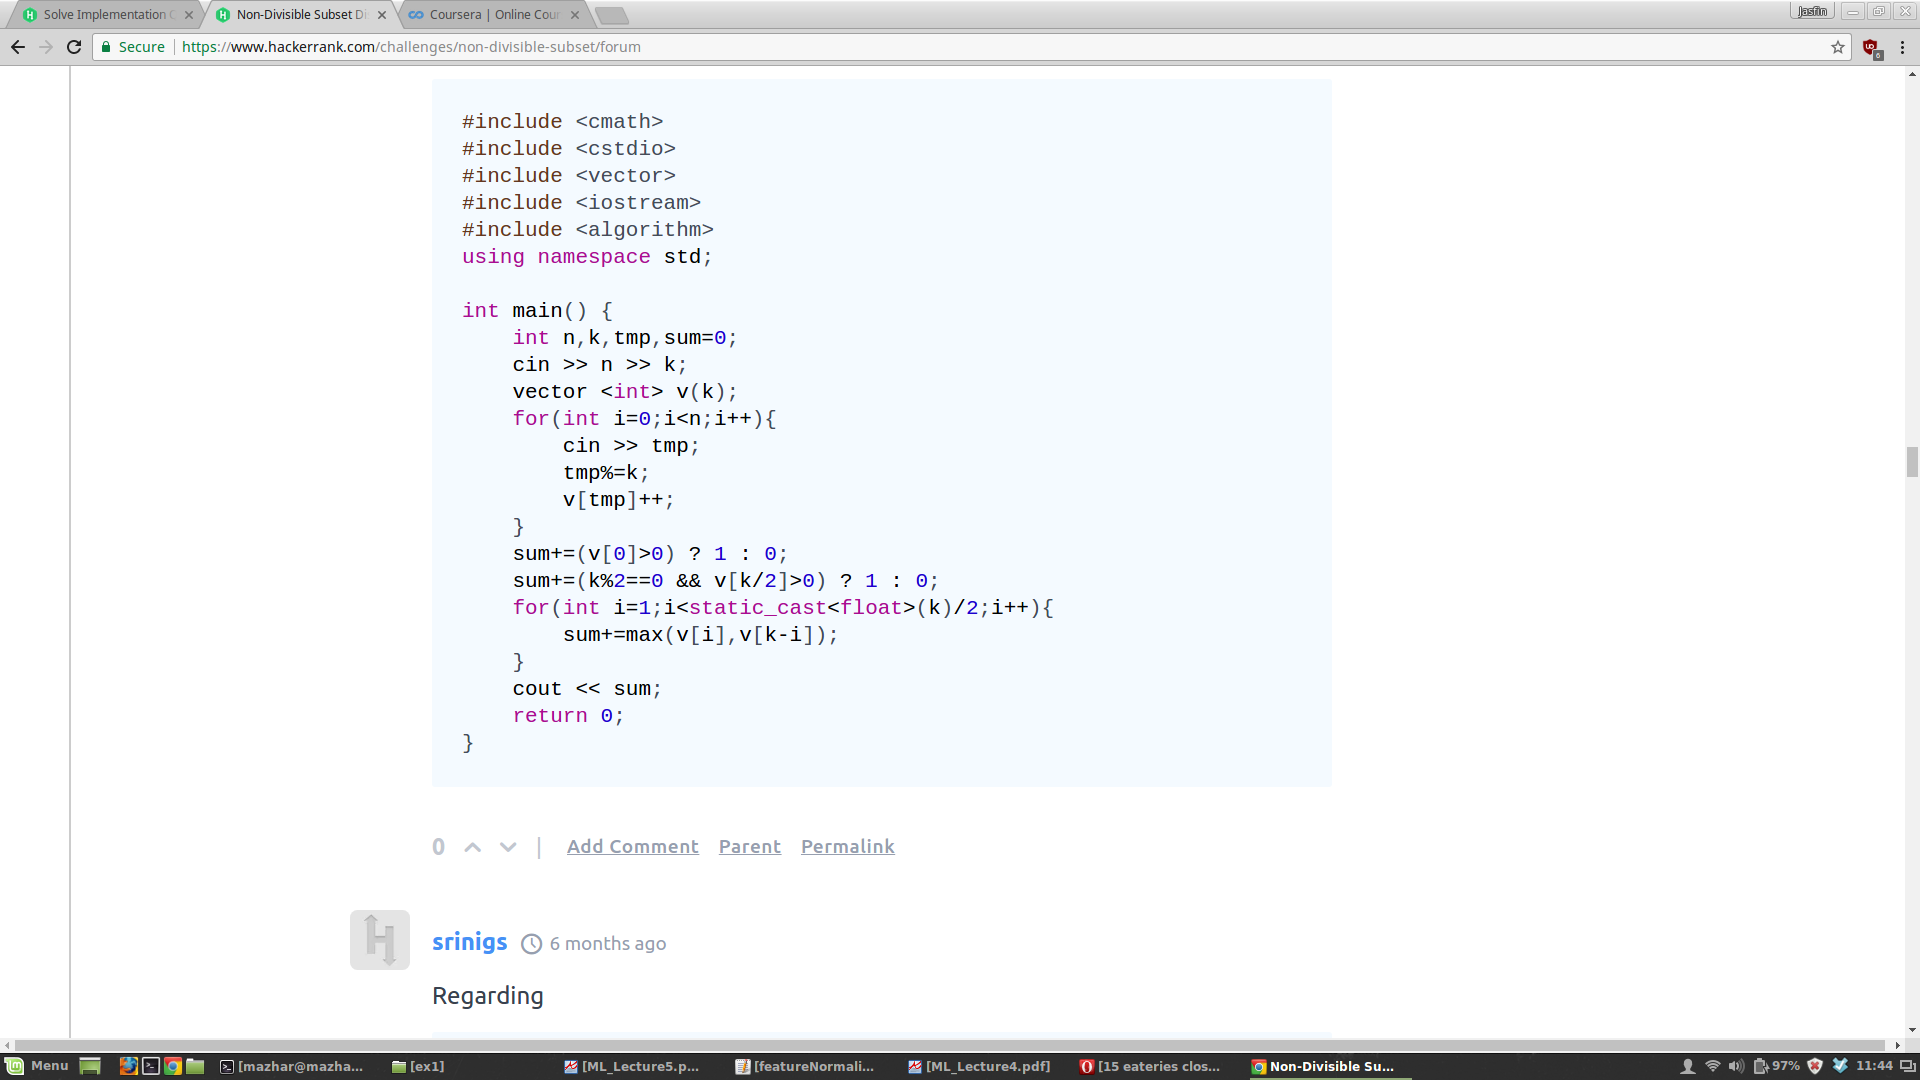 Solve Implementation Q
Non-Divisible Subset Di
Coursera | Online Cour
Jasfin
Secure
https://www.hackerrank.com/challenges/non-divisible-subset/forum
6
#include <cmath>
#include <cstdio>
#include <vector>
#include <iostream>
#include <algorithm>
using namespace std;
int main() {
    int n,k,tmp,sum=0;
    cin >> n >> k;
    vector <int> v(k);
    for(int i=0;i<n;i++){
        cin >> tmp;
        tmp%=k;
        v[tmp]++;
    }
    sum+=(v[0]>0) ? 1 : 0;
    sum+=(k%2==0 && v[k/2]>0) ? 1 : 0;
    for(int i=1;i<static_cast<float>(k)/2;i++){
        sum+=max(v[i],v[k-i]);
    }
    cout << sum;
    return 0;
}
0 | Add Comment Parent Permalink
srinigs 6 months ago
Regarding
Menu [mazhar@mazha... [ex1] [ML_Lecture5.p... [featureNormali... [ML_Lecture4.pdf] [15 eateries clos... Non-Divisible Su... 97% 11:44